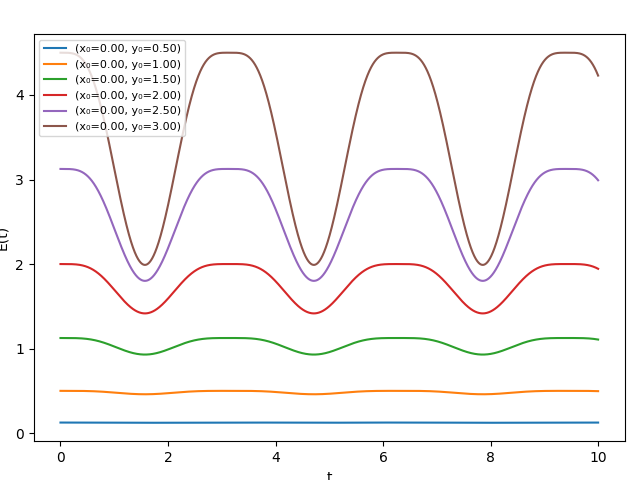 (x₀=0.00, y₀=0.50)
(x₀=0.00, y₀=1.00)
(x₀=0.00, y₀=1.50)
(x₀=0.00, y₀=2.00)
(x₀=0.00, y₀=2.50)
(x₀=0.00, y₀=3.00)
E(t)
4
3
2
1
0
0 2 4 6 8 10
t